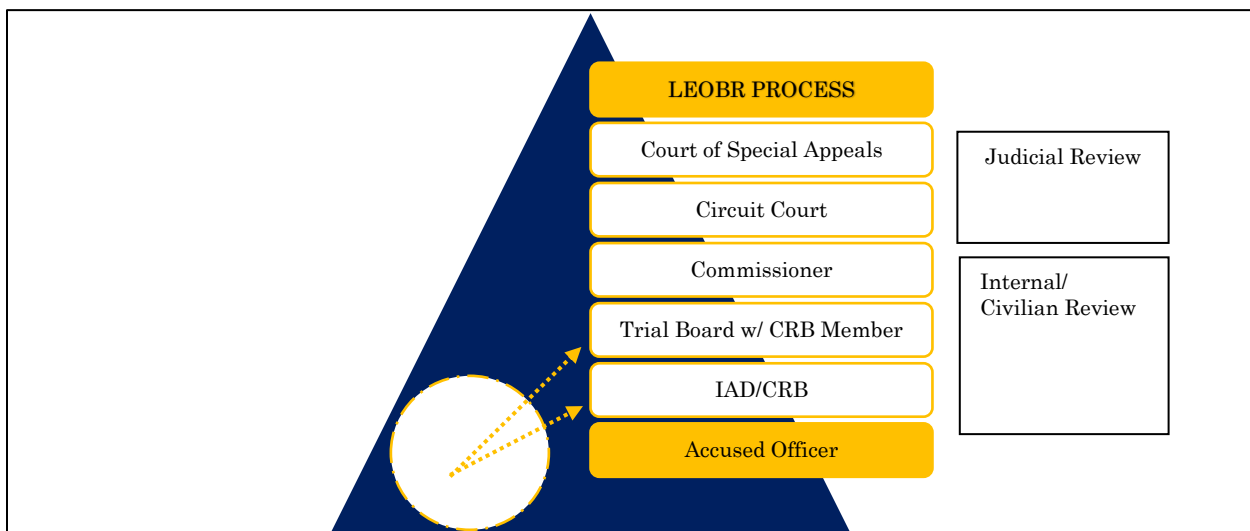 LEOBR PROCESS
Court of Special Appeals
Circuit Court
Commissioner
Trial Board w/ CRB Member
IAD/CRB
Accused Officer
Judicial Review
Internal/
Civilian Review